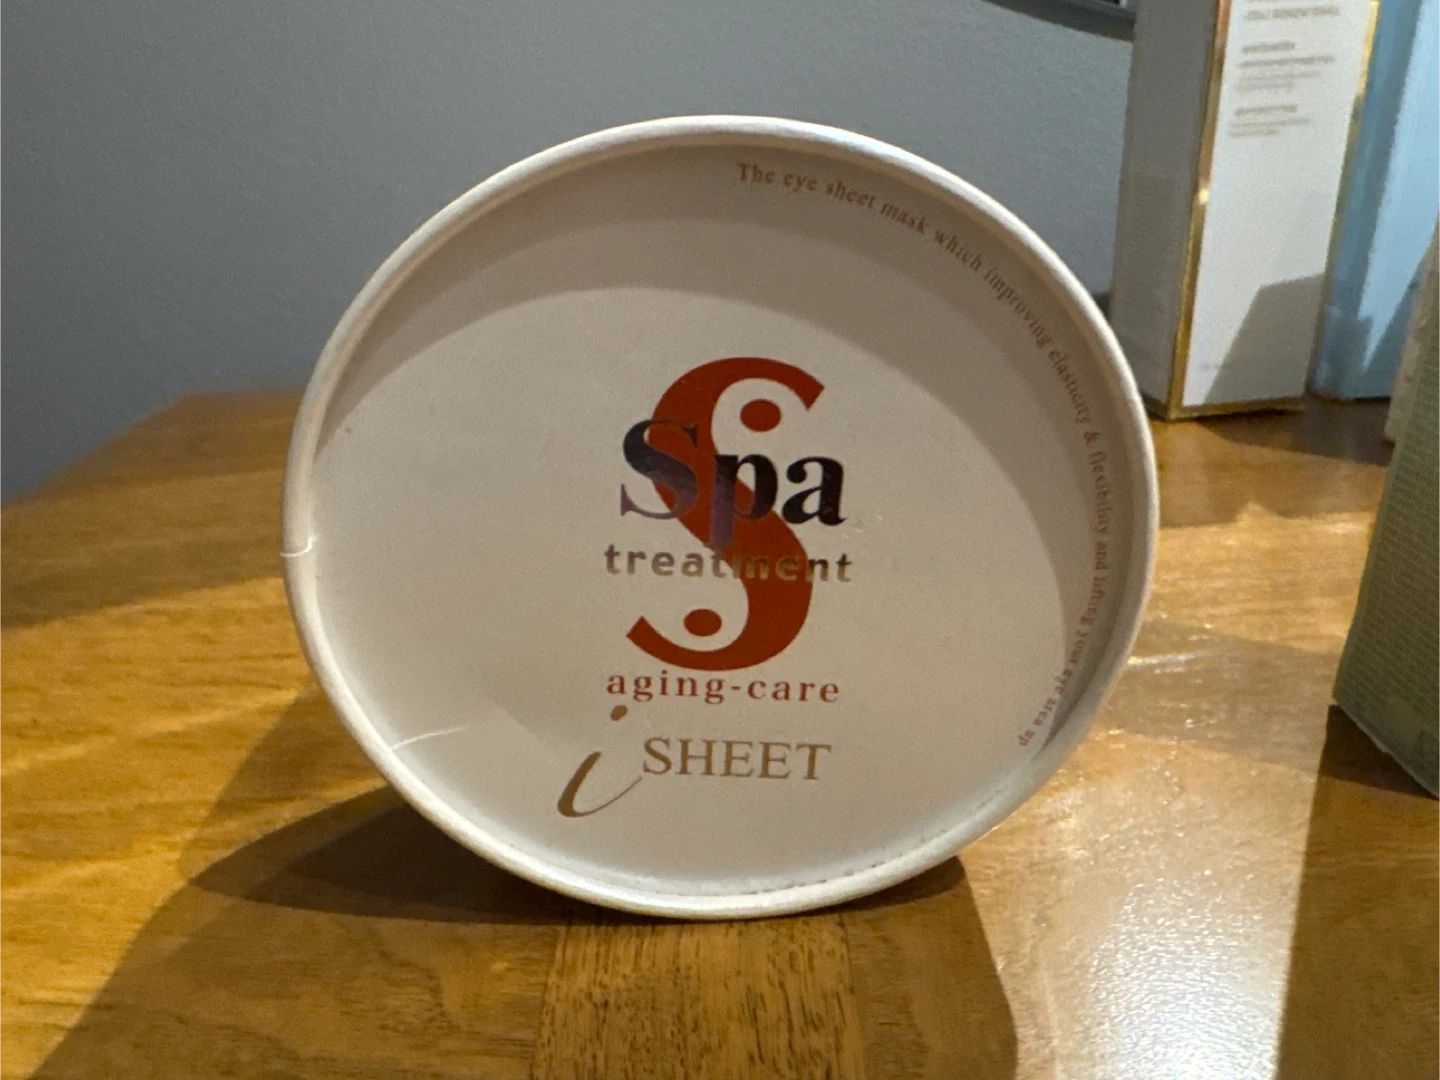 The eye sheet mask which improving elasticity & flexibility and lifting your eye area up
Spa
treatment
aging-care
i SHEET